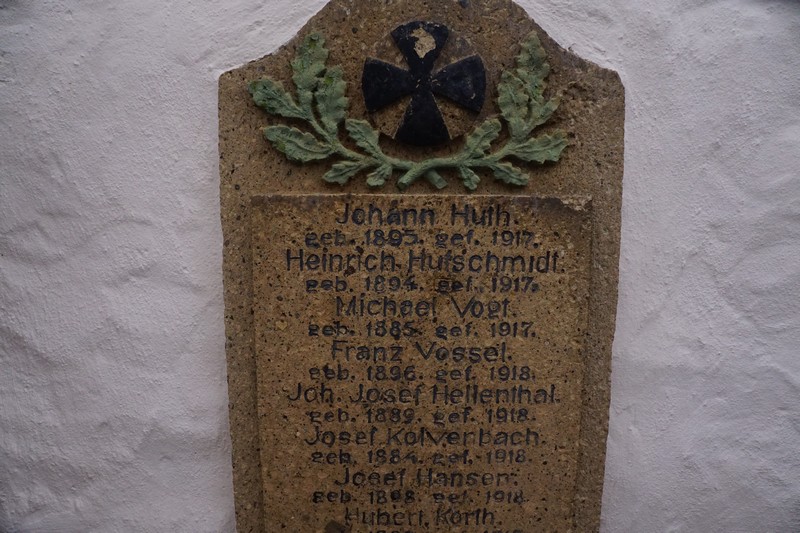 Johann Huth.
geb. 1895. gef. 1917.
Heinrich Hufschmidt.
geb. 1894. gef. 1917.
Michael Vogt.
geb. 1885. gef. 1917.
Franz Vossel.
geb. 1896. gef. 1918.
Joh. Josef Hellenthal.
geb. 1889. gef. 1918.
Josef Kolvenbach.
geb. 1884. gef. 1918.
Josef Hansen.
geb. 1898. gef. 1918.
Hubert Korth.